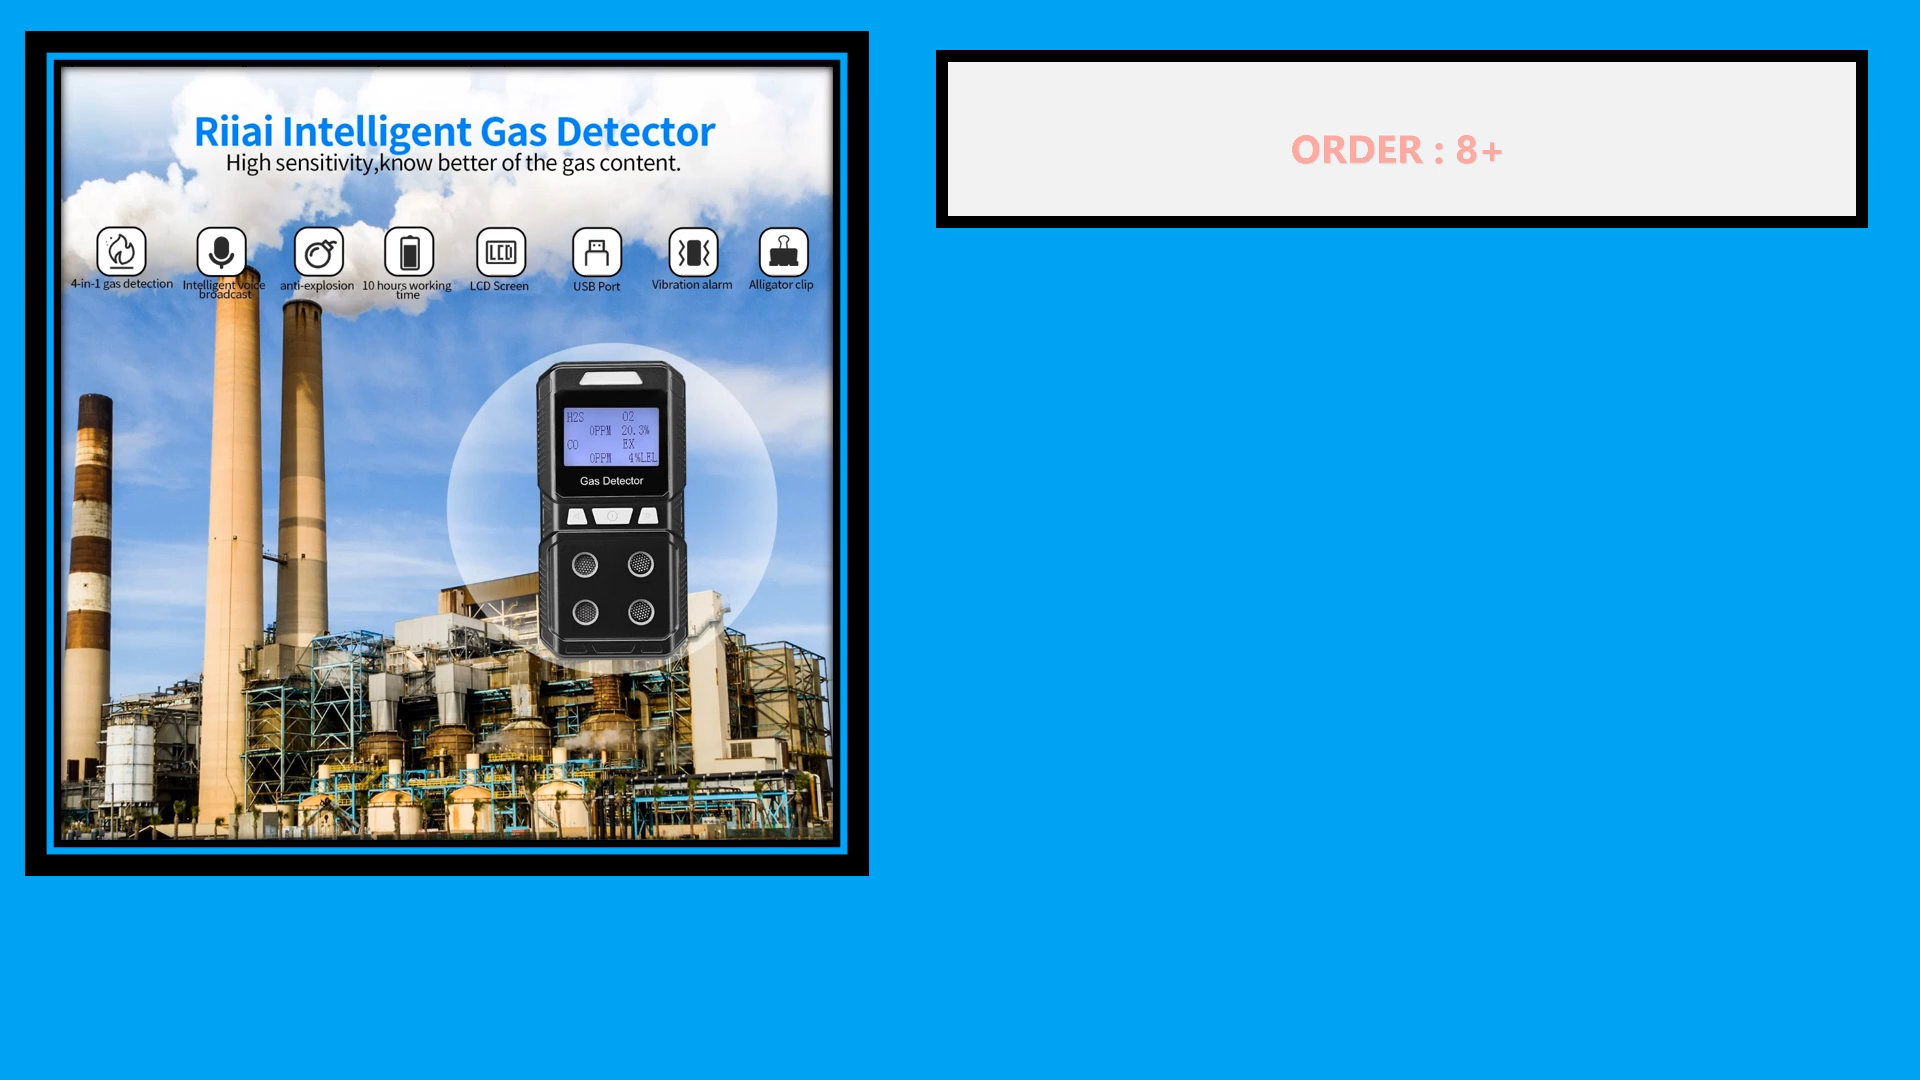 Riiai Intelligent Gas Detector
High sensitivity,know better of the gas content.
4-in-1 gas detection
Intelligent voice
broadcast
anti-explosion
10 hours working
time
LCD
LCD Screen
USB Port
Vibration alarm
Alligator clip
H2S O2
0PPM 20.3%
CO EX
0PPM 4%LEL
Gas Detector
ORDER : 8+